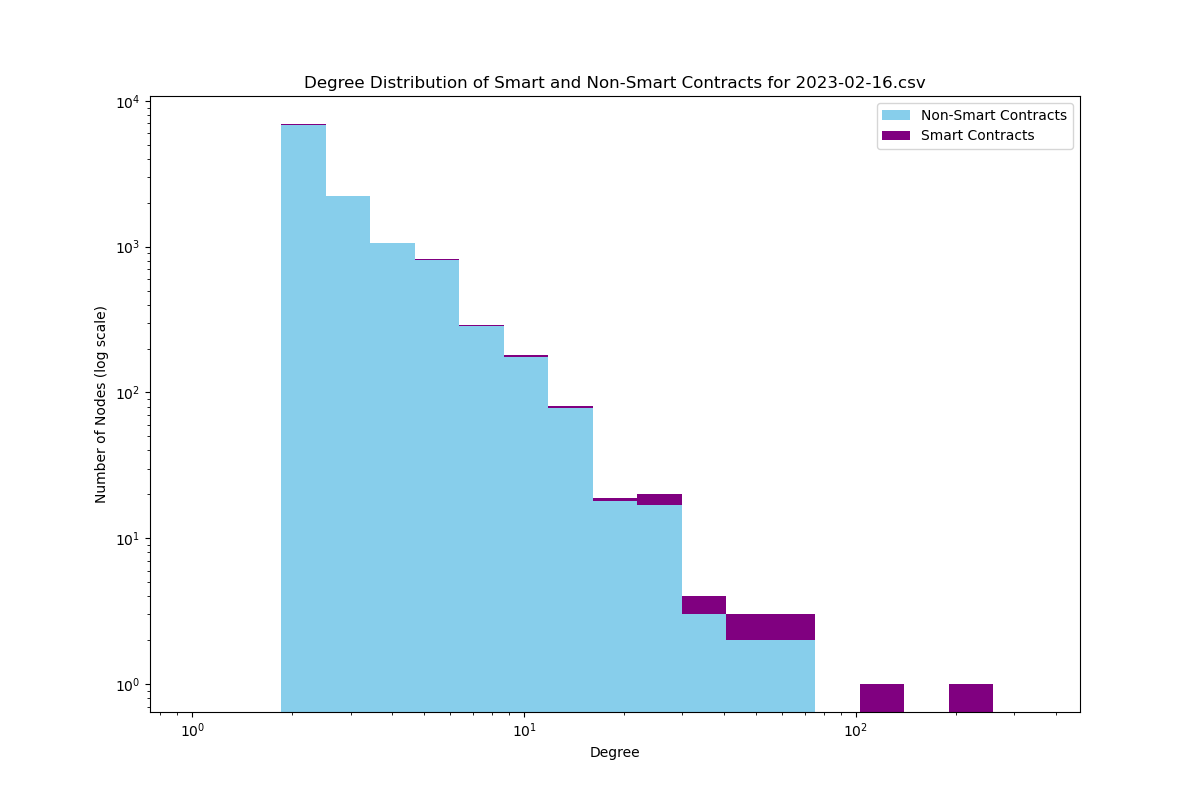 Degree Distribution of Smart and Non-Smart Contracts for 2023-02-16.csv
Non-Smart Contracts
Smart Contracts
Number of Nodes (log scale)
10⁴
10³
10²
10¹
10⁰
10⁰ 10¹ 10²
Degree